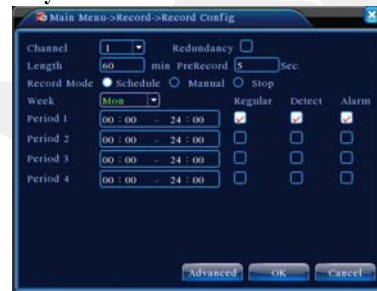 Main Menu->Record->Record Config
Channel 1 Redundancy
Length 60 min PreRecord 5 Sec.
Record Mode Schedule Manual Stop
Week Mon Regular Detect Alarm
Period 1 00 : 00 - 24 : 00
Period 2 00 : 00 - 24 : 00
Period 3 00 : 00 - 24 : 00
Period 4 00 : 00 - 24 : 00
Advanced OK Cancel